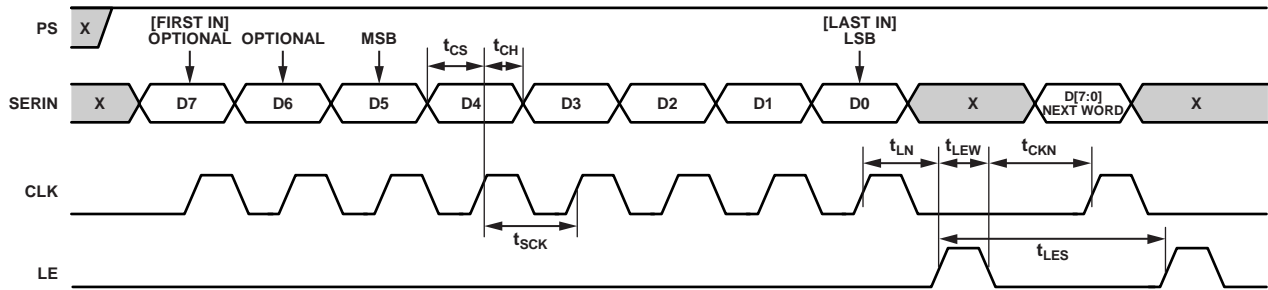 PS X
[FIRST IN] [LAST IN]
OPTIONAL OPTIONAL MSB tCS tCH LSB
SERIN X D7 D6 D5 D4 D3 D2 D1 D0 X D[7:0] X
NEXT WORD
tLN tLEW tCKN
CLK
tSCK
tLES
LE